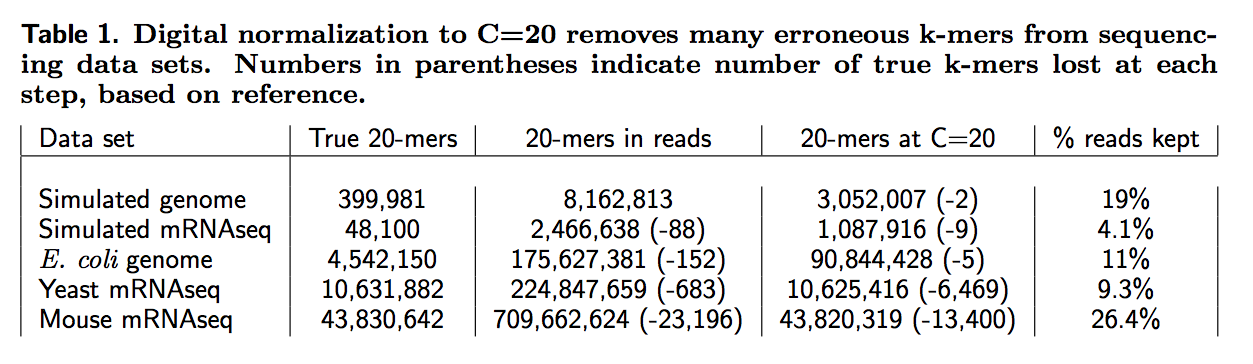 Table 1. Digital normalization to C=20 removes many erroneous k-mers from sequenc-
ing data sets. Numbers in parentheses indicate number of true k-mers lost at each
step, based on reference.
Data set True 20-mers 20-mers in reads 20-mers at C=20 % reads kept
Simulated genome 399,981 8,162,813 3,052,007 (-2) 19%
Simulated mRNAseq 48,100 2,466,638 (-88) 1,087,916 (-9) 4.1%
E. coli genome 4,542,150 175,627,381 (-152) 90,844,428 (-5) 11%
Yeast mRNAseq 10,631,882 224,847,659 (-683) 10,625,416 (-6,469) 9.3%
Mouse mRNAseq 43,830,642 709,662,624 (-23,196) 43,820,319 (-13,400) 26.4%